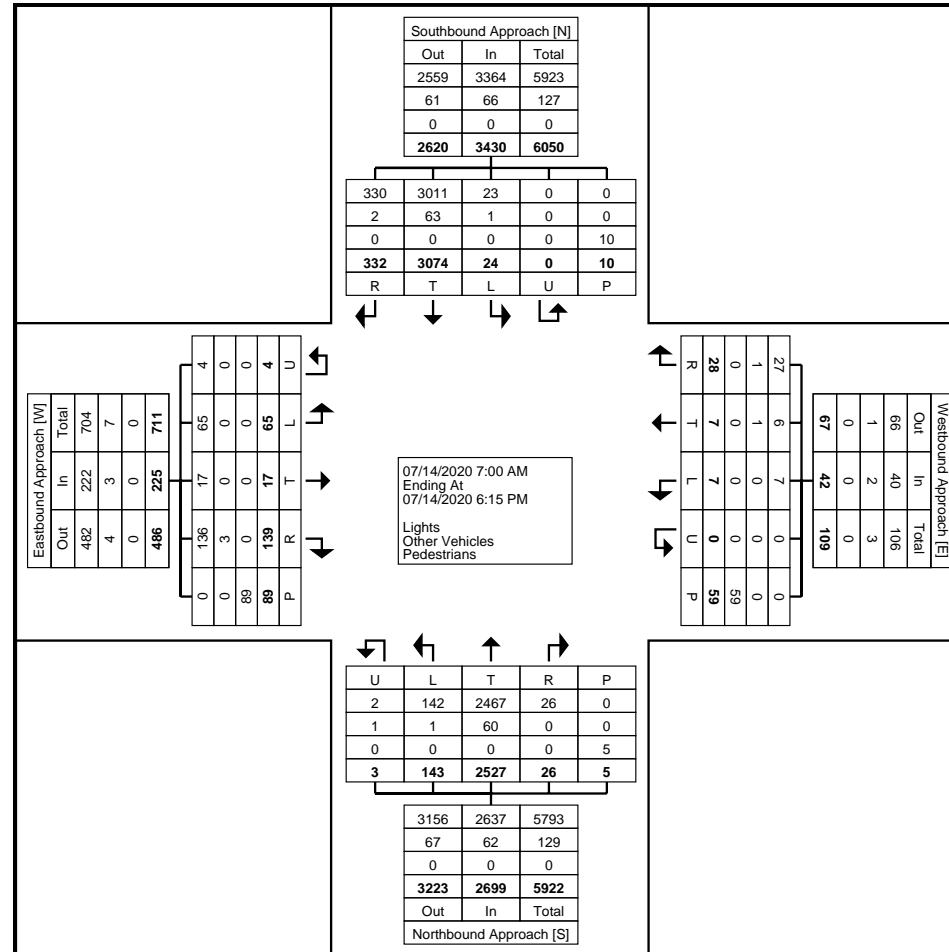 Southbound Approach [N]
Out In Total
2559 3364 5923
61 66 127
0 0 0
2620 3430 6050
330 3011 23 0 0
2 63 1 0 0
0 0 0 0 10
332 3074 24 0 10
R T L U P
Eastbound Approach [W]
Total 704 7 0 711
In 222 3 0 225
Out 482 4 0 486
4 0 0 4 U
65 0 0 65 L
17 0 0 17 T
136 3 0 139 R
0 0 89 89 P
07/14/2020 7:00 AM
Ending At
07/14/2020 6:15 PM
Lights
Other Vehicles
Pedestrians
R 28 0 1 27
T 7 0 1 6
L 7 0 0 7
U 0 0 0 0
P 59 59 0 0
Westbound Approach [E]
67 0 1 66 Out
42 0 2 40 In
109 0 3 106 Total
U L T R P
2 142 2467 26 0
1 1 60 0 0
0 0 0 0 5
3 143 2527 26 5
3156 2637 5793
67 62 129
0 0 0
3223 2699 5922
Out In Total
Northbound Approach [S]